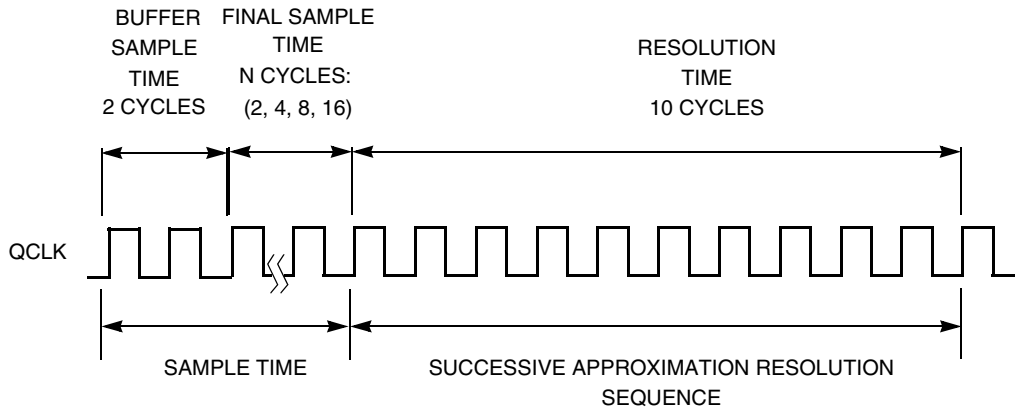 BUFFER
SAMPLE
TIME
2 CYCLES
FINAL SAMPLE
TIME
N CYCLES:
(2, 4, 8, 16)
RESOLUTION
TIME
10 CYCLES
QCLK
SAMPLE TIME
SUCCESSIVE APPROXIMATION RESOLUTION
SEQUENCE